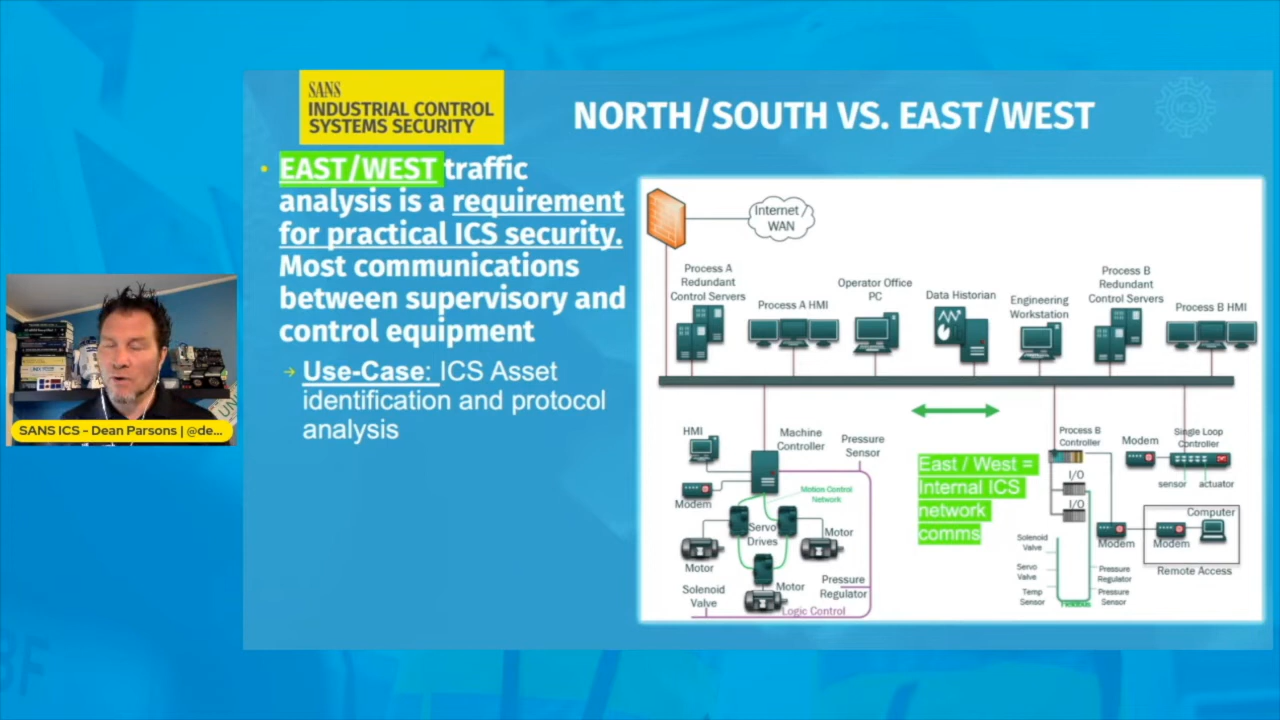 SANS
INDUSTRIAL CONTROL
SYSTEMS SECURITY
NORTH/SOUTH VS. EAST/WEST
ICS
• EAST/WEST traffic
analysis is a requirement
for practical ICS security.
Most communications
between supervisory and
control equipment
→ Use-Case: ICS Asset
identification and protocol
analysis
SANS ICS - Dean Parsons | @de...
Internet /
WAN
Process A
Redundant
Control Servers
Process A HMI
Operator Office
PC
Data Historian
Engineering
Workstation
Process B
Redundant
Control Servers
Process B HMI
HMI
Modem
Machine
Controller
Pressure
Sensor
Motion Control
Network
Servo
Drives
Motor
Motor
Motor
Solenoid
Valve
Pressure
Regulator
Logic Control
East / West =
Internal ICS
network
comms
Process B
Controller
I/O
I/O
Modem
Single Loop
Controller
sensor
actuator
Modem
Modem
Computer
Remote Access
Solenoid
Valve
Servo
Valve
Temp
Sensor
Pressure
Regulator
Pressure
Sensor